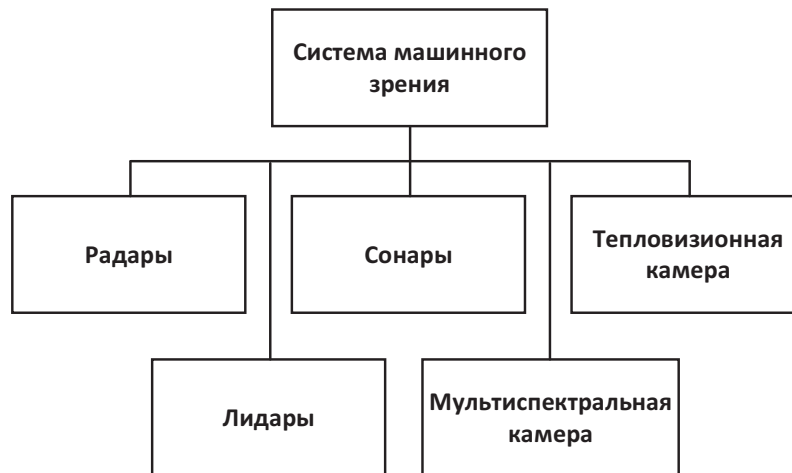 Система машинного
зрения
Радары
Сонары
Тепловизионная
камера
Лидары
Мультиспектральная
камера